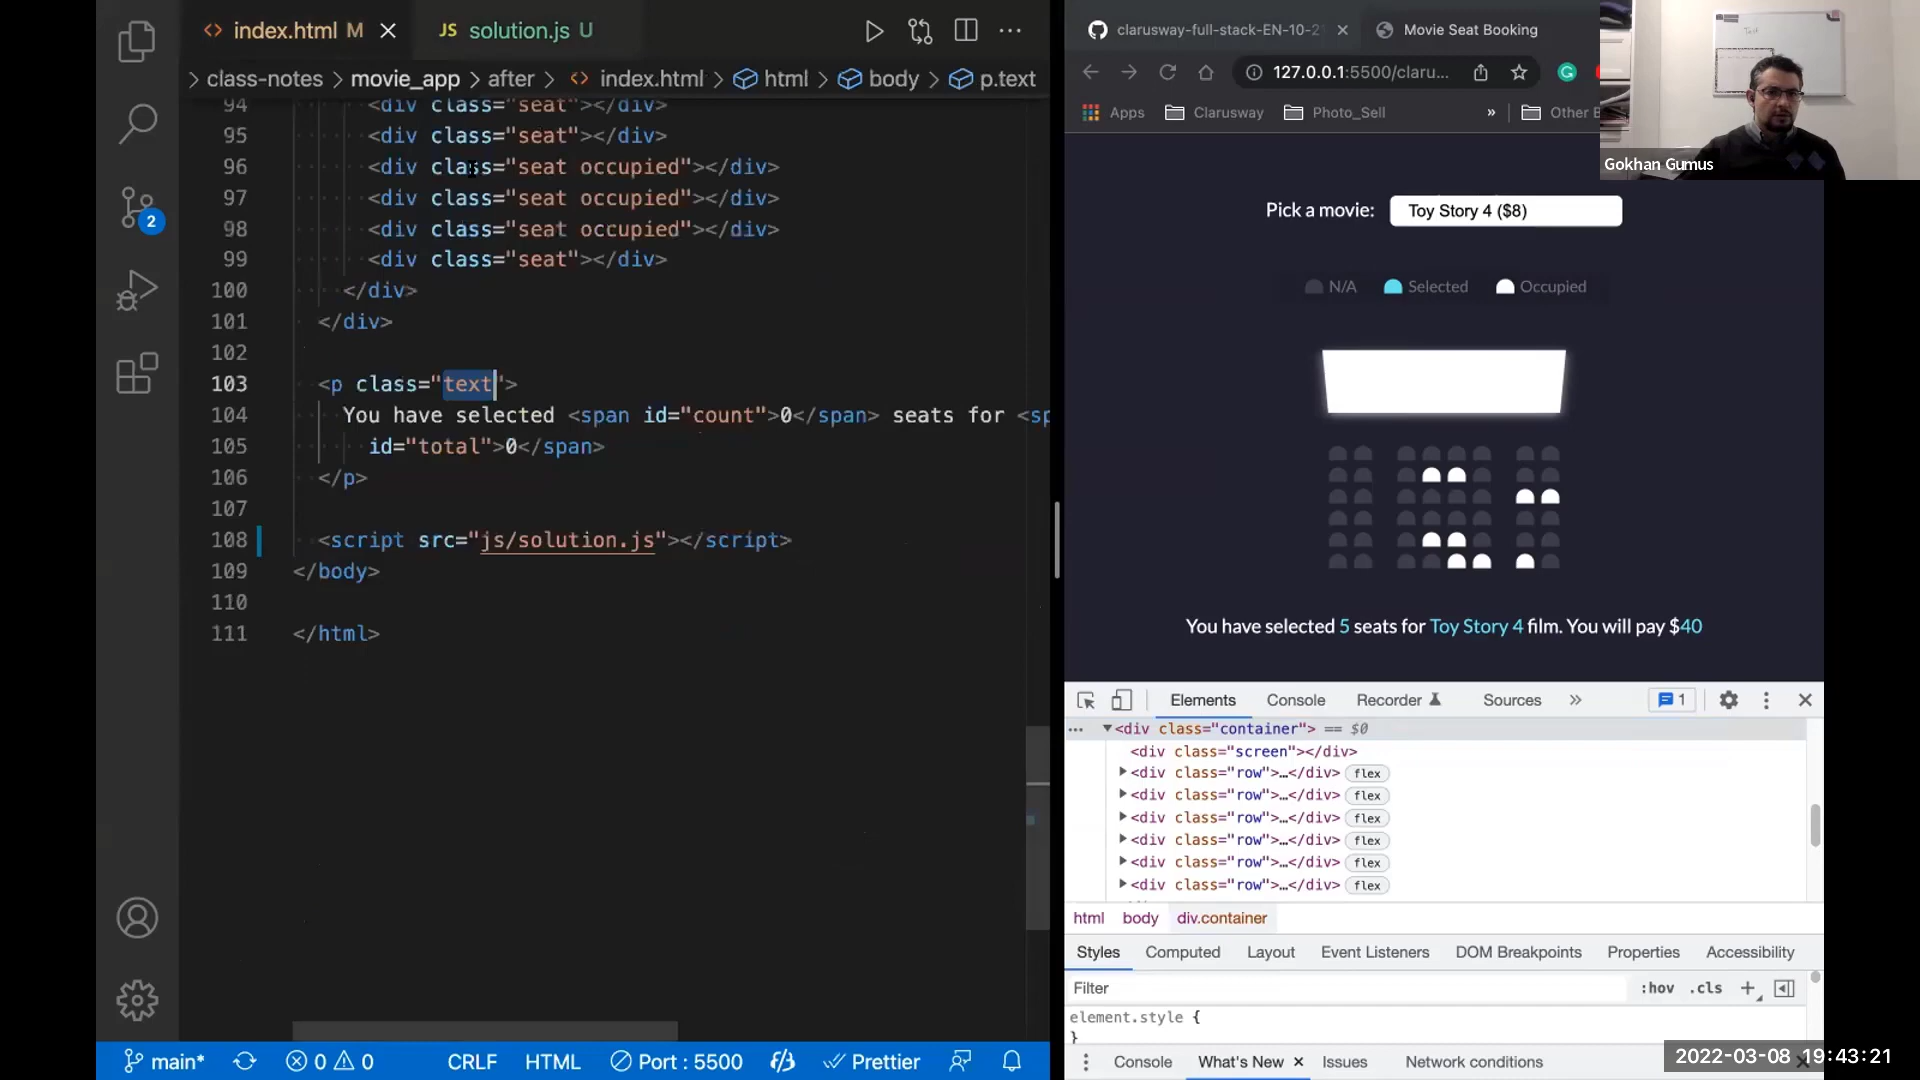 index.html M
JS solution.js U
class-notes > movie_app > after > <> index.html > html > body > p.text
94 <div class="seat"></div>
95 <div class="seat"></div>
96 <div class="seat occupied"></div>
97 <div class="seat occupied"></div>
98 <div class="seat occupied"></div>
99 <div class="seat"></div>
100 </div>
101 </div>
102
103 <p class="text">
104 You have selected <span id="count">0</span> seats for <sp
105 id="total">0</span>
106 </p>
107
108 <script src="js/solution.js"></script>
109 </body>
110
111 </html>
2
main* 0 0 CRLF HTML Port : 5500 Prettier
clarusway-full-stack-EN-10-2
Movie Seat Booking
127.0.0.1:5500/claru...
Apps Clarusway Photo_Sell » Other B
Gokhan Gumus
Pick a movie: Toy Story 4 ($8)
N/A Selected Occupied
You have selected 5 seats for Toy Story 4 film. You will pay $40
Elements Console Recorder Sources » 1
... <div class="container"> == $0
<div class="screen"></div>
<div class="row">…</div> flex
<div class="row">…</div> flex
<div class="row">…</div> flex
<div class="row">…</div> flex
<div class="row">…</div> flex
<div class="row">…</div> flex
html body div.container
Styles Computed Layout Event Listeners DOM Breakpoints Properties Accessibility
Filter :hov .cls +
element.style {
}
Console What's New × Issues Network conditions
2022-03-08 19:43:21